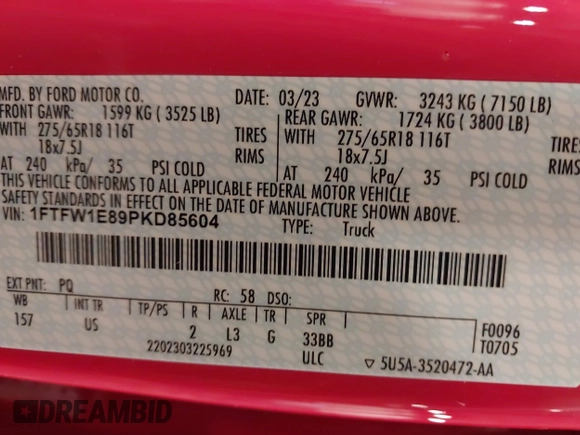 MFD. BY FORD MOTOR CO. DATE: 03/23 GVWR: 3243 KG ( 7150 LB)
FRONT GAWR: 1599 KG ( 3525 LB) REAR GAWR: 1724 KG ( 3800 LB)
WITH 275/65R18 116T TIRES WITH 275/65R18 116T TIRES
18x7.5J RIMS 18x7.5J RIMS
AT 240 kPa/ 35 PSI COLD AT 240 kPa/ 35 PSI COLD
THIS VEHICLE CONFORMS TO ALL APPLICABLE FEDERAL MOTOR VEHICLE
SAFETY STANDARDS IN EFFECT ON THE DATE OF MANUFACTURE SHOWN ABOVE.
VIN: 1FTFW1E89PKD85604 TYPE: Truck
EXT PNT: PQ RC: 58 DSO:
WB INT TR TP/PS R AXLE TR SPR
157 US 2 L3 G 33BB
ULC
F0096
T0705
2202303225969
▽ 5U5A-3520472-AA
DREAMBID